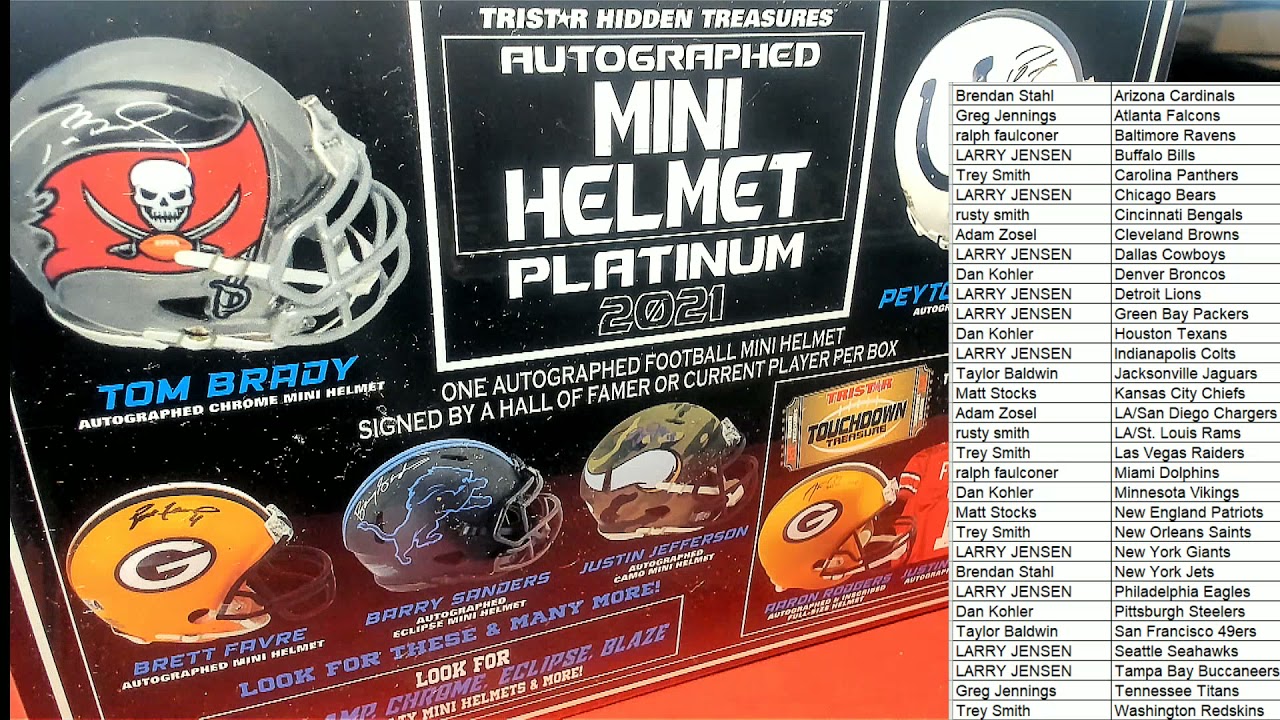 TRISTAR HIDDEN TREASURES
AUTOGRAPHED
MINI
HELMET
PLATINUM
2021
ONE AUTOGRAPHED FOOTBALL MINI HELMET
SIGNED BY A HALL OF FAMER OR CURRENT PLAYER PER BOX
TOM BRADY
AUTOGRAPHED CHROME MINI HELMET
TRISTAR
TOUCHDOWN
TREASURE
BRETT FAVRE
AUTOGRAPHED MINI HELMET
BARRY SANDERS
AUTOGRAPHED
ECLIPSE MINI HELMET
JUSTIN JEFFERSON
AUTOGRAPHED
CAMO MINI HELMET
AARON RODGERS
AUTOGRAPHED & INSCRIBED
FULL-SIZE HELMET
LOOK FOR THESE & MANY MORE!
LOOK FOR
CHROME, ECLIPSE, BLAZE
MINI HELMETS & MORE!
Brendan Stahl Arizona Cardinals
Greg Jennings Atlanta Falcons
ralph faulconer Baltimore Ravens
LARRY JENSEN Buffalo Bills
Trey Smith Carolina Panthers
LARRY JENSEN Chicago Bears
rusty smith Cincinnati Bengals
Adam Zosel Cleveland Browns
LARRY JENSEN Dallas Cowboys
Dan Kohler Denver Broncos
LARRY JENSEN Detroit Lions
LARRY JENSEN Green Bay Packers
Dan Kohler Houston Texans
LARRY JENSEN Indianapolis Colts
Taylor Baldwin Jacksonville Jaguars
Matt Stocks Kansas City Chiefs
Adam Zosel LA/San Diego Chargers
rusty smith LA/St. Louis Rams
Trey Smith Las Vegas Raiders
ralph faulconer Miami Dolphins
Dan Kohler Minnesota Vikings
Matt Stocks New England Patriots
Trey Smith New Orleans Saints
LARRY JENSEN New York Giants
Brendan Stahl New York Jets
LARRY JENSEN Philadelphia Eagles
Dan Kohler Pittsburgh Steelers
Taylor Baldwin San Francisco 49ers
LARRY JENSEN Seattle Seahawks
LARRY JENSEN Tampa Bay Buccaneers
Greg Jennings Tennessee Titans
Trey Smith Washington Redskins